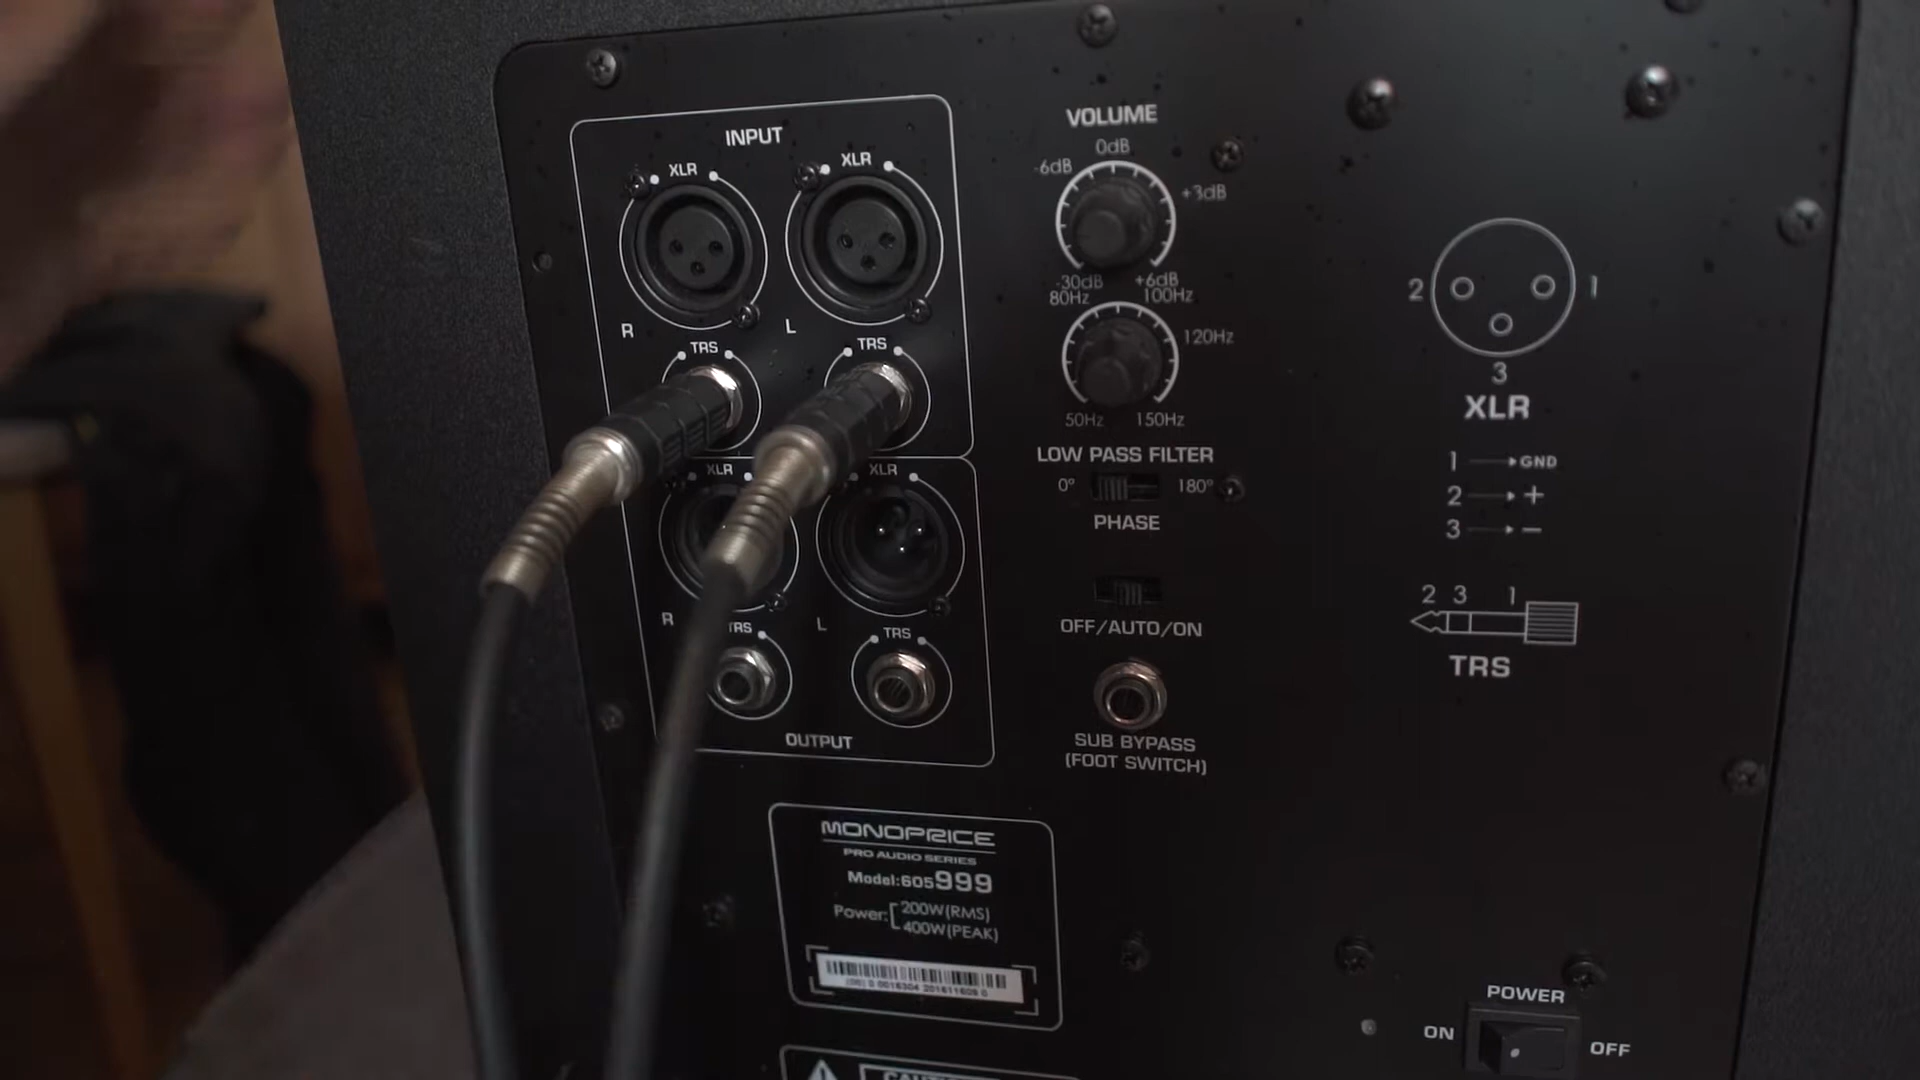 INPUT
XLR
XLR
R
L
TRS
TRS
XLR
XLR
R
L
TRS
TRS
OUTPUT
VOLUME
0dB
-6dB
+3dB
-30dB
+6dB
80Hz
100Hz
120Hz
50Hz
150Hz
LOW PASS FILTER
0°
180°
PHASE
OFF/AUTO/ON
SUB BYPASS
(FOOT SWITCH)
2
1
3
XLR
1 GND
2 +
3 −
2 3 1
TRS
MONOPRICE
PRO AUDIO SERIES
Model:605999
Power: 200W(RMS)
400W(PEAK)
POWER
ON
OFF